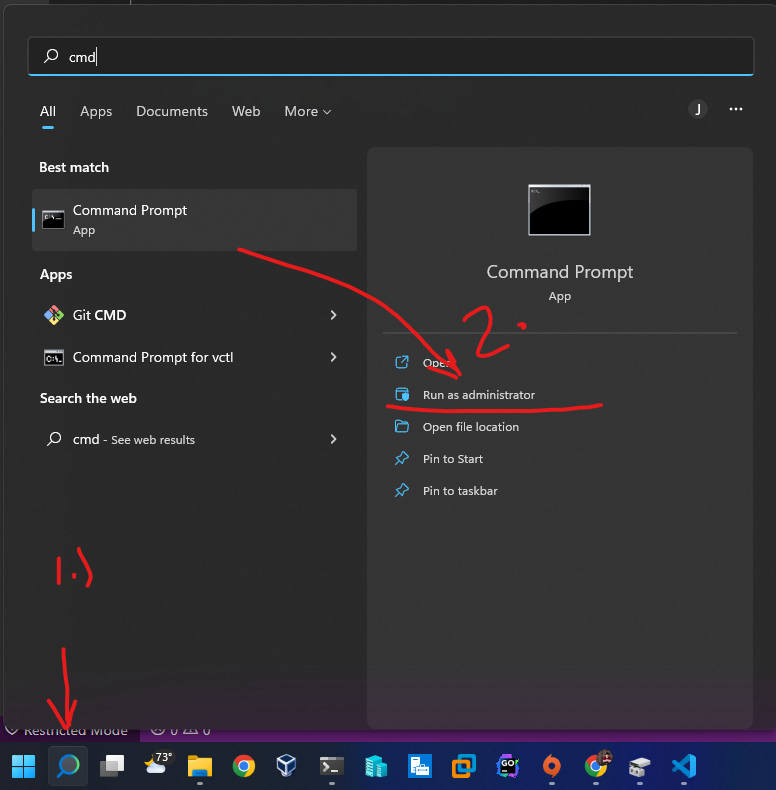 cmd
All Apps Documents Web More
J
Best match
Command Prompt
App
Apps
Git CMD
Command Prompt for vctl
Search the web
cmd - See web results
Command Prompt
App
2.
Open
Run as administrator
Open file location
Pin to Start
Pin to taskbar
1.)
Restricted Mode 0 0
73°
GO